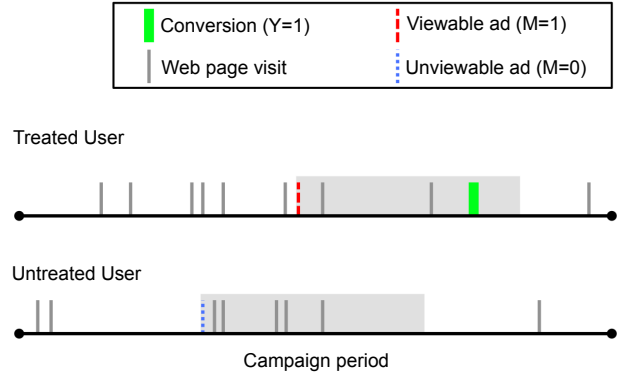 Conversion (Y=1)
Viewable ad (M=1)
Web page visit
Unviewable ad (M=0)
Treated User
Untreated User
Campaign period